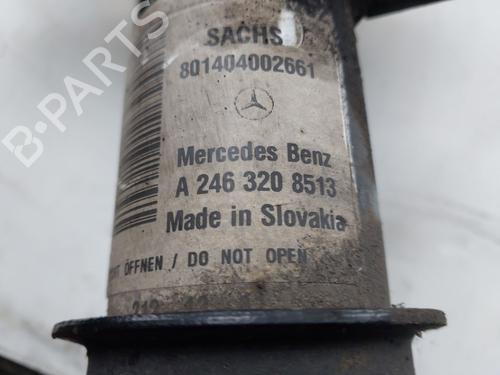 SACHS
801404002661
Mercedes Benz
A 246 320 8513
Made in Slovakia
ÖFFNEN / DO NOT OPEN
B-PARTS